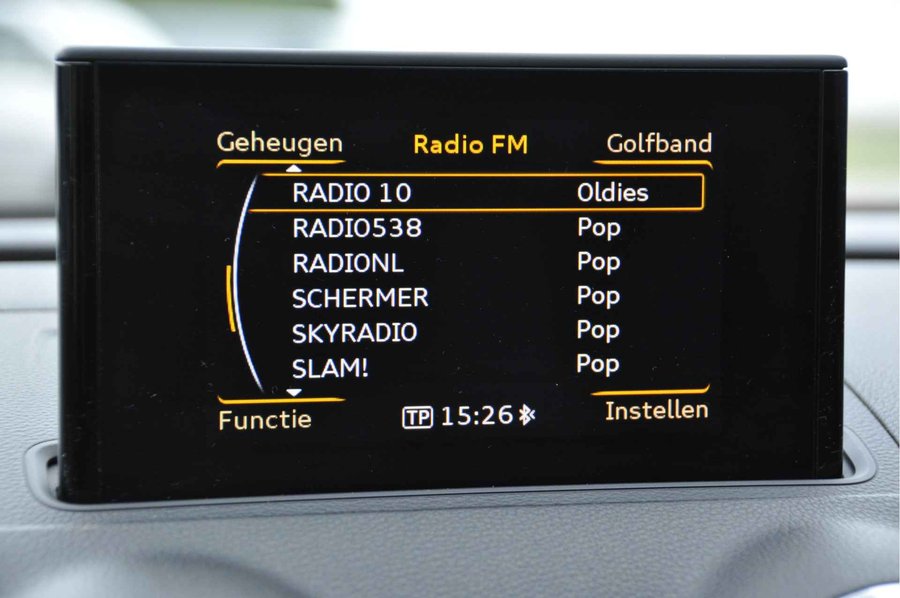 Geheugen Radio FM Golfband
RADIO 10 Oldies
RADIO538 Pop
RADIONL Pop
SCHERMER Pop
SKYRADIO Pop
SLAM! Pop
Functie TP 15:26 Instellen